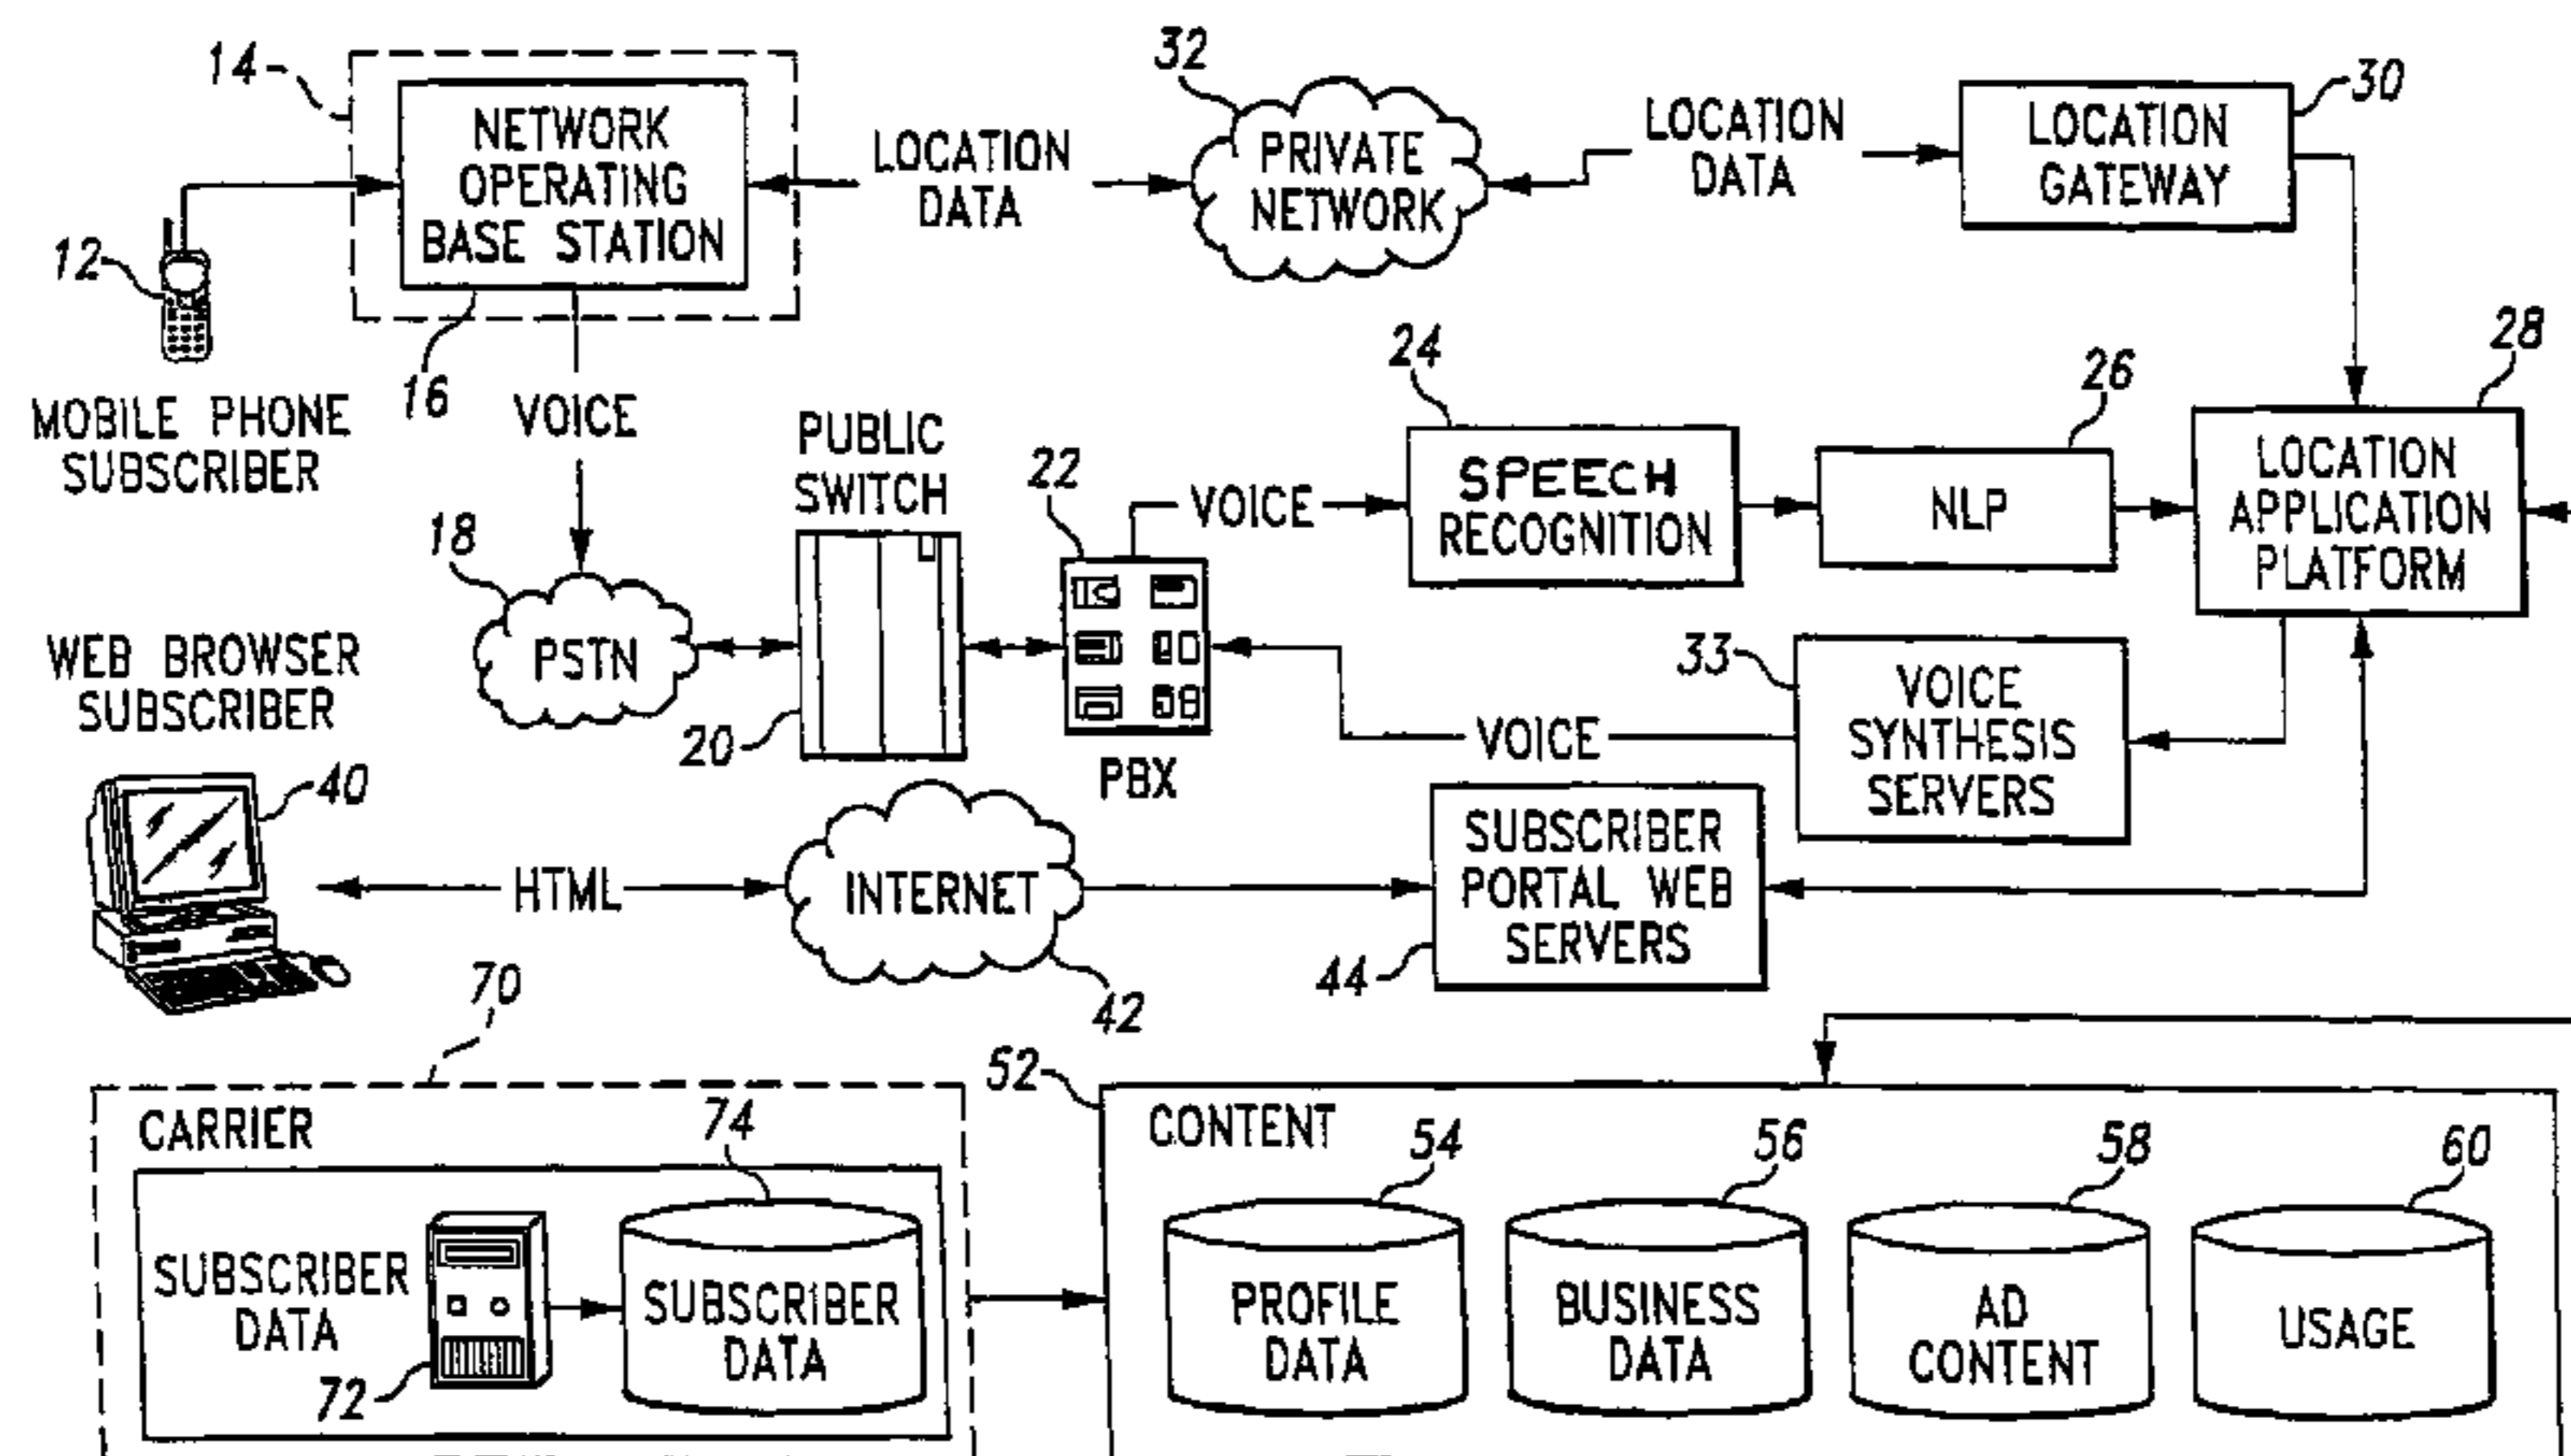 14
NETWORK
OPERATING
BASE STATION
16
12
MOBILE PHONE
SUBSCRIBER
LOCATION
DATA
32
PRIVATE
NETWORK
LOCATION
DATA
30
LOCATION
GATEWAY
VOICE
18
PSTN
PUBLIC
SWITCH
20
22
PBX
VOICE
24
SPEECH
RECOGNITION
26
NLP
28
LOCATION
APPLICATION
PLATFORM
33
VOICE
SYNTHESIS
SERVERS
VOICE
WEB BROWSER
SUBSCRIBER
40
HTML
INTERNET
42
SUBSCRIBER
PORTAL WEB
SERVERS
44
70
CARRIER
SUBSCRIBER
DATA
72
74
SUBSCRIBER
DATA
52
CONTENT
54
PROFILE
DATA
56
BUSINESS
DATA
58
AD
CONTENT
60
USAGE